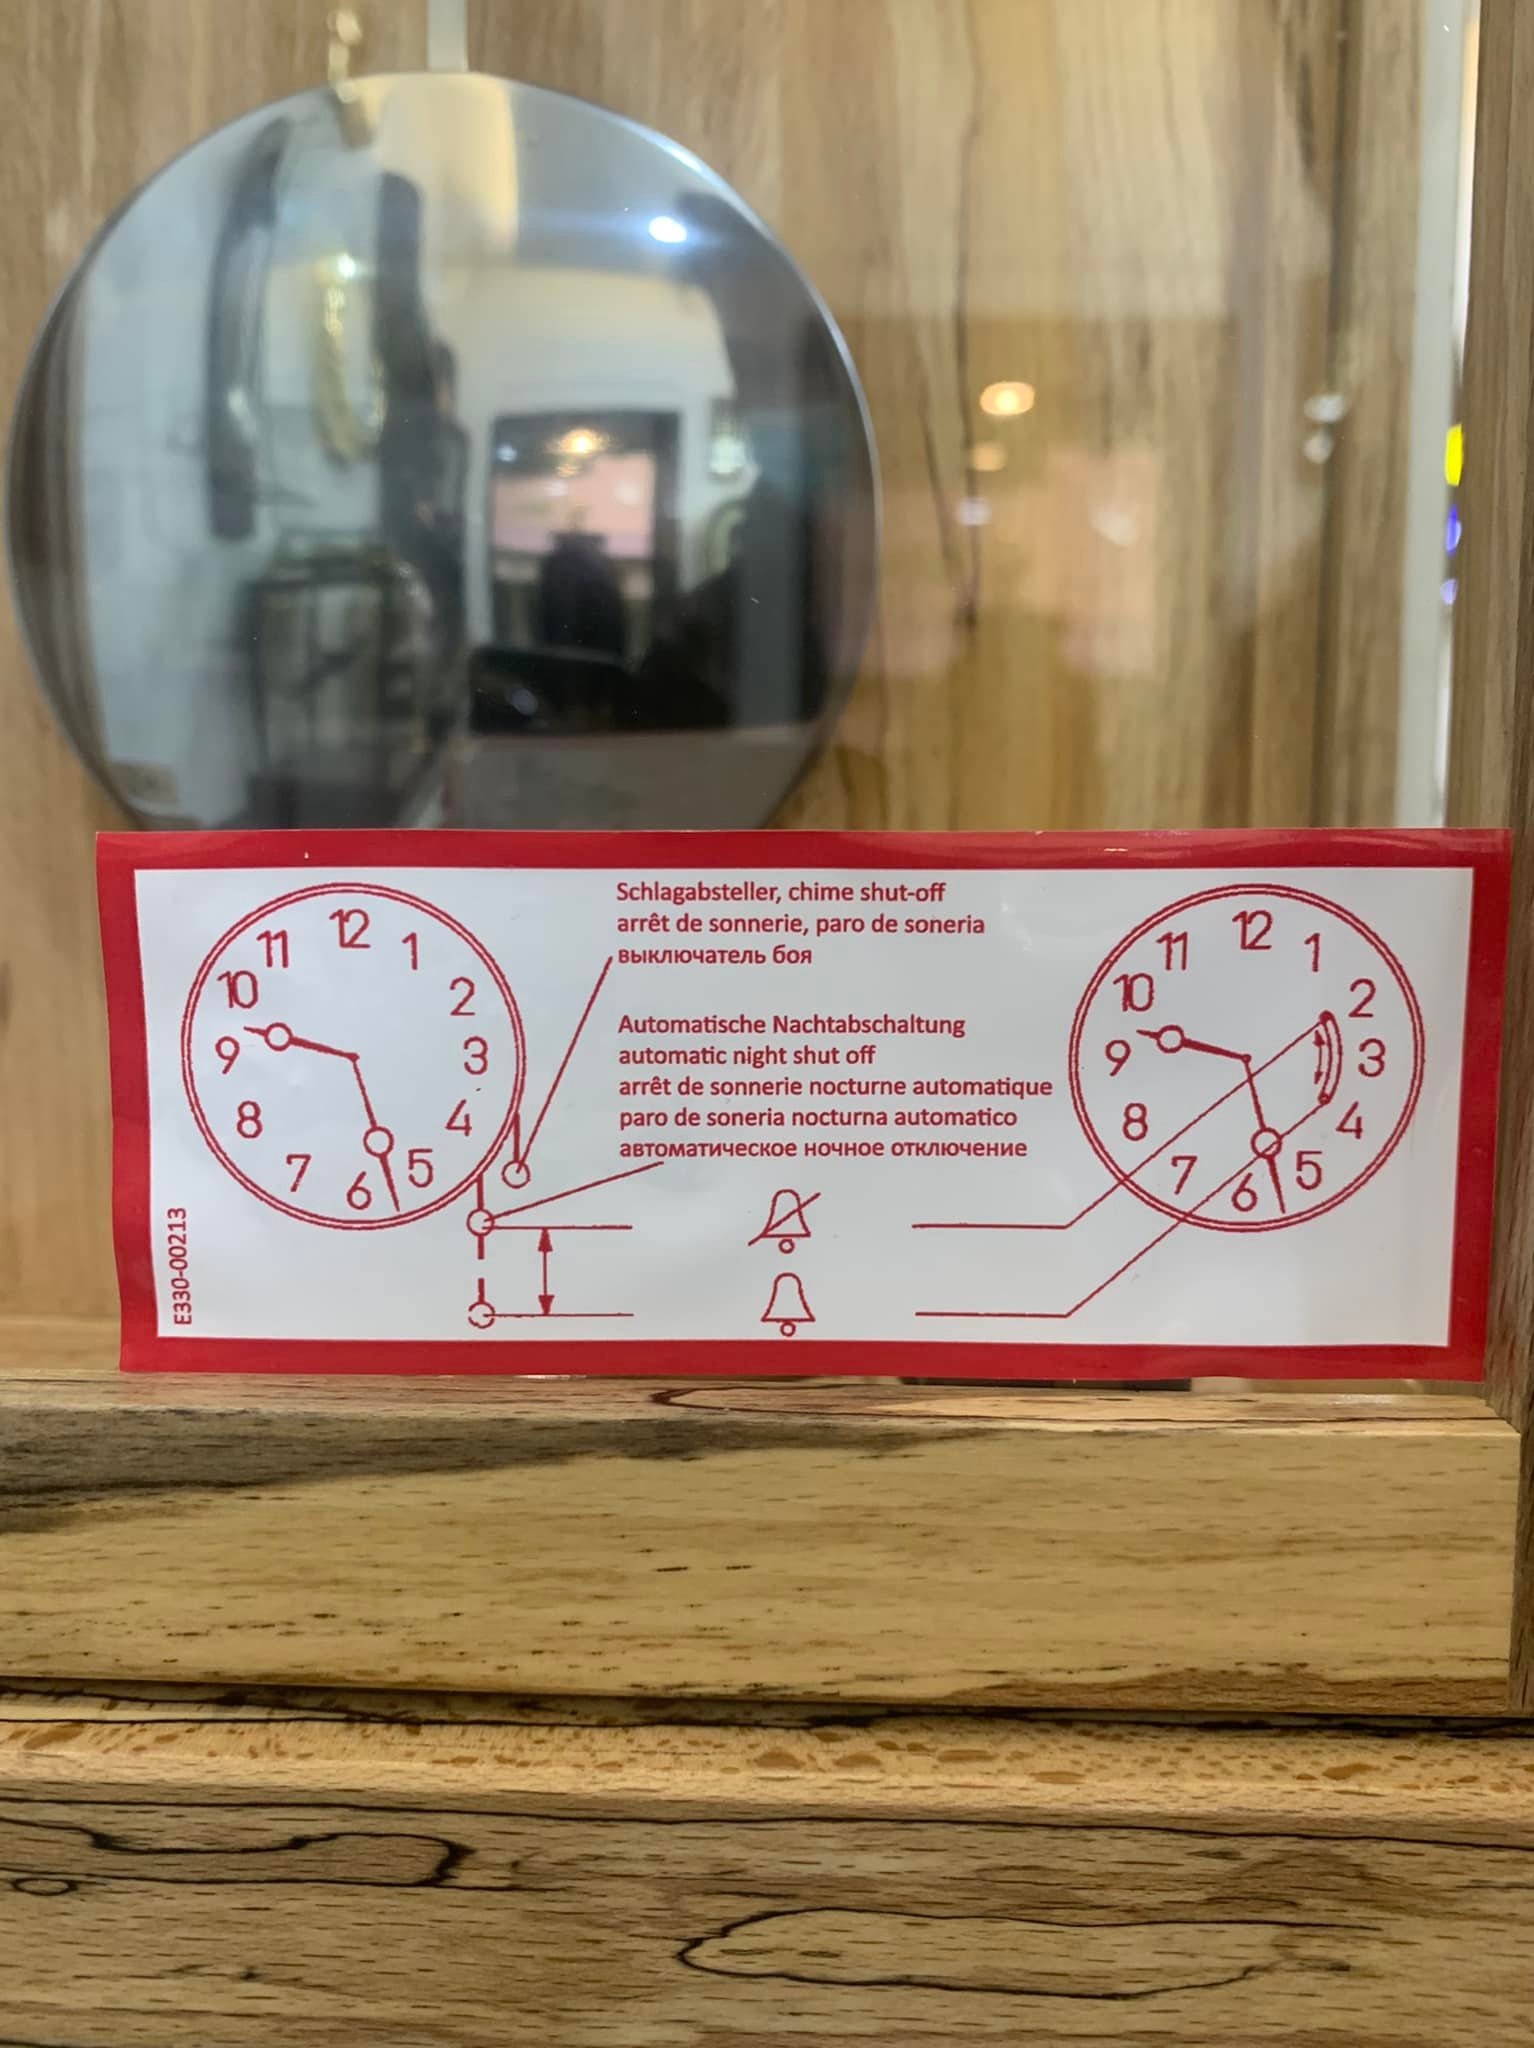 Schlagabsteller, chime shut-off
arrêt de sonnerie, paro de soneria
выключатель боя
Automatische Nachtabschaltung
automatic night shut off
arrêt de sonnerie nocturne automatique
paro de soneria nocturna automatico
автоматическое ночное отключение
12
11
1
10
2
9
3
8
4
7
6
5
12
11
1
10
2
9
3
8
4
7
6
5
E330-00213